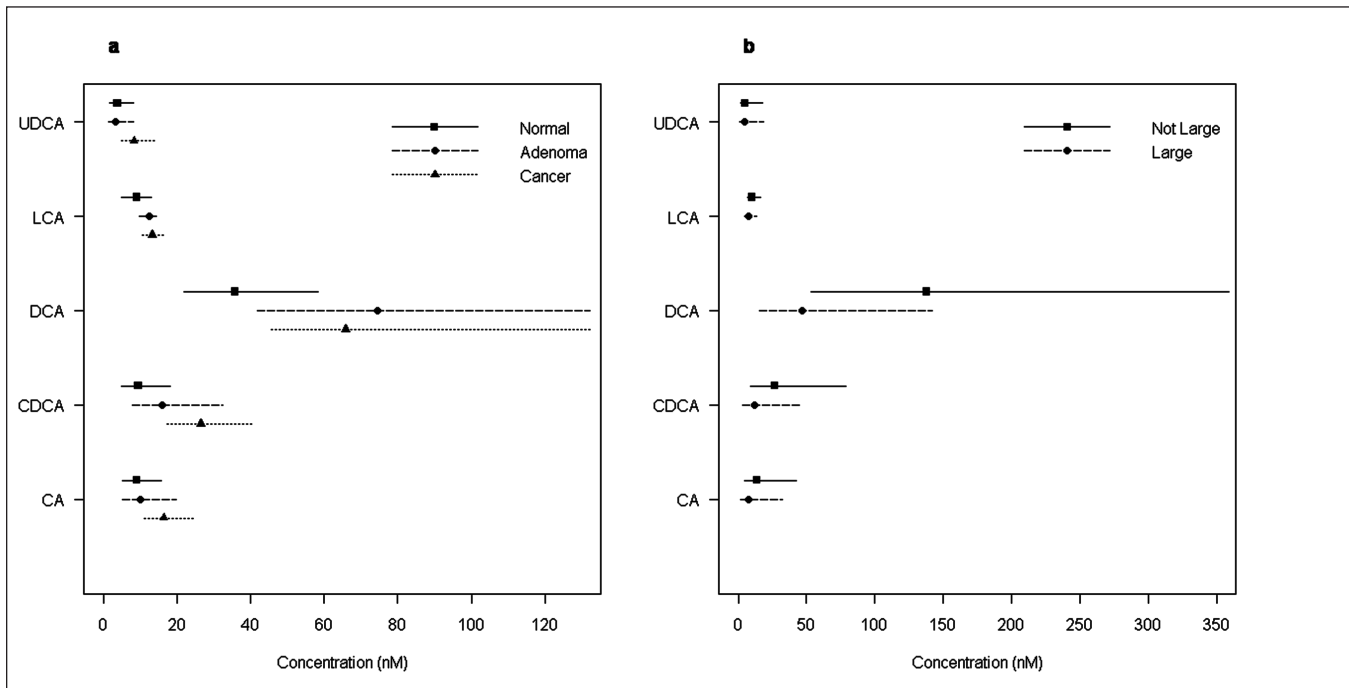 a
UDCA
LCA
DCA
CDCA
CA
Normal
Adenoma
Cancer
0 20 40 60 80 100 120
Concentration (nM)
b
UDCA
LCA
DCA
CDCA
CA
Not Large
Large
0 50 100 150 200 250 300 350
Concentration (nM)